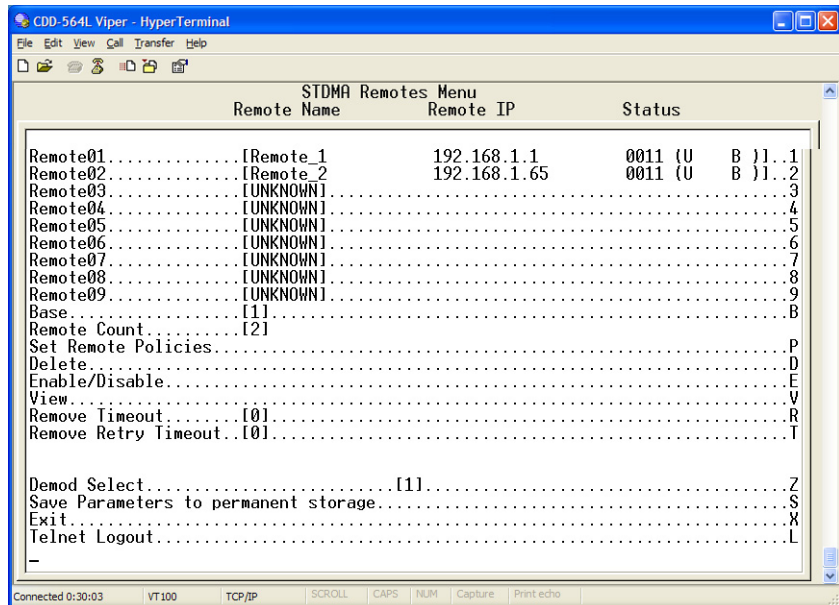 CDD-564L Viper - HyperTerminal
File Edit View Call Transfer Help
STDMA Remotes Menu
Remote Name Remote IP Status
Remote01..............[Remote_1 192.168.1.1 0011 (U B )]..1
Remote02..............[Remote_2 192.168.1.65 0011 (U B )]..2
Remote03..............[UNKNOWN].....................................................3
Remote04..............[UNKNOWN].....................................................4
Remote05..............[UNKNOWN].....................................................5
Remote06..............[UNKNOWN].....................................................6
Remote07..............[UNKNOWN].....................................................7
Remote08..............[UNKNOWN].....................................................8
Remote09..............[UNKNOWN].....................................................9
Base..................[1]...........................................................B
Remote Count..........[2]
Set Remote Policies.................................................................P
Delete..............................................................................D
Enable/Disable......................................................................E
View................................................................................V
Remove Timeout........[0]...........................................................R
Remove Retry Timeout..[0]...........................................................T
Demod Select............................[1].........................................Z
Save Parameters to permanent storage................................................S
Exit................................................................................X
Telnet Logout.......................................................................L
Connected 0:30:03 VT100 TCP/IP SCROLL CAPS NUM Capture Print echo